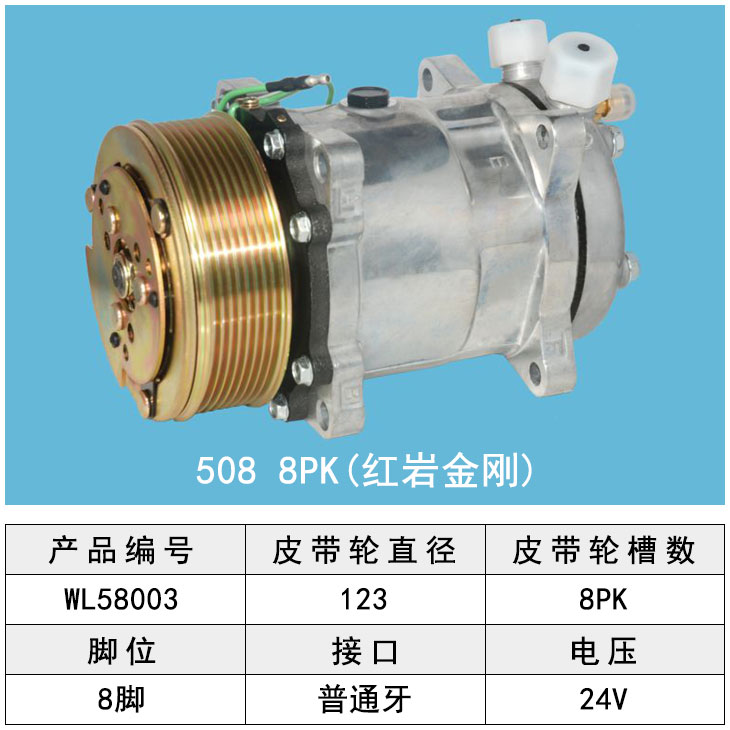 508 8PK(红岩金刚)
产品编号 皮带轮直径 皮带轮槽数
WL58003 123 8PK
脚位 接口 电压
8脚 普通牙 24V